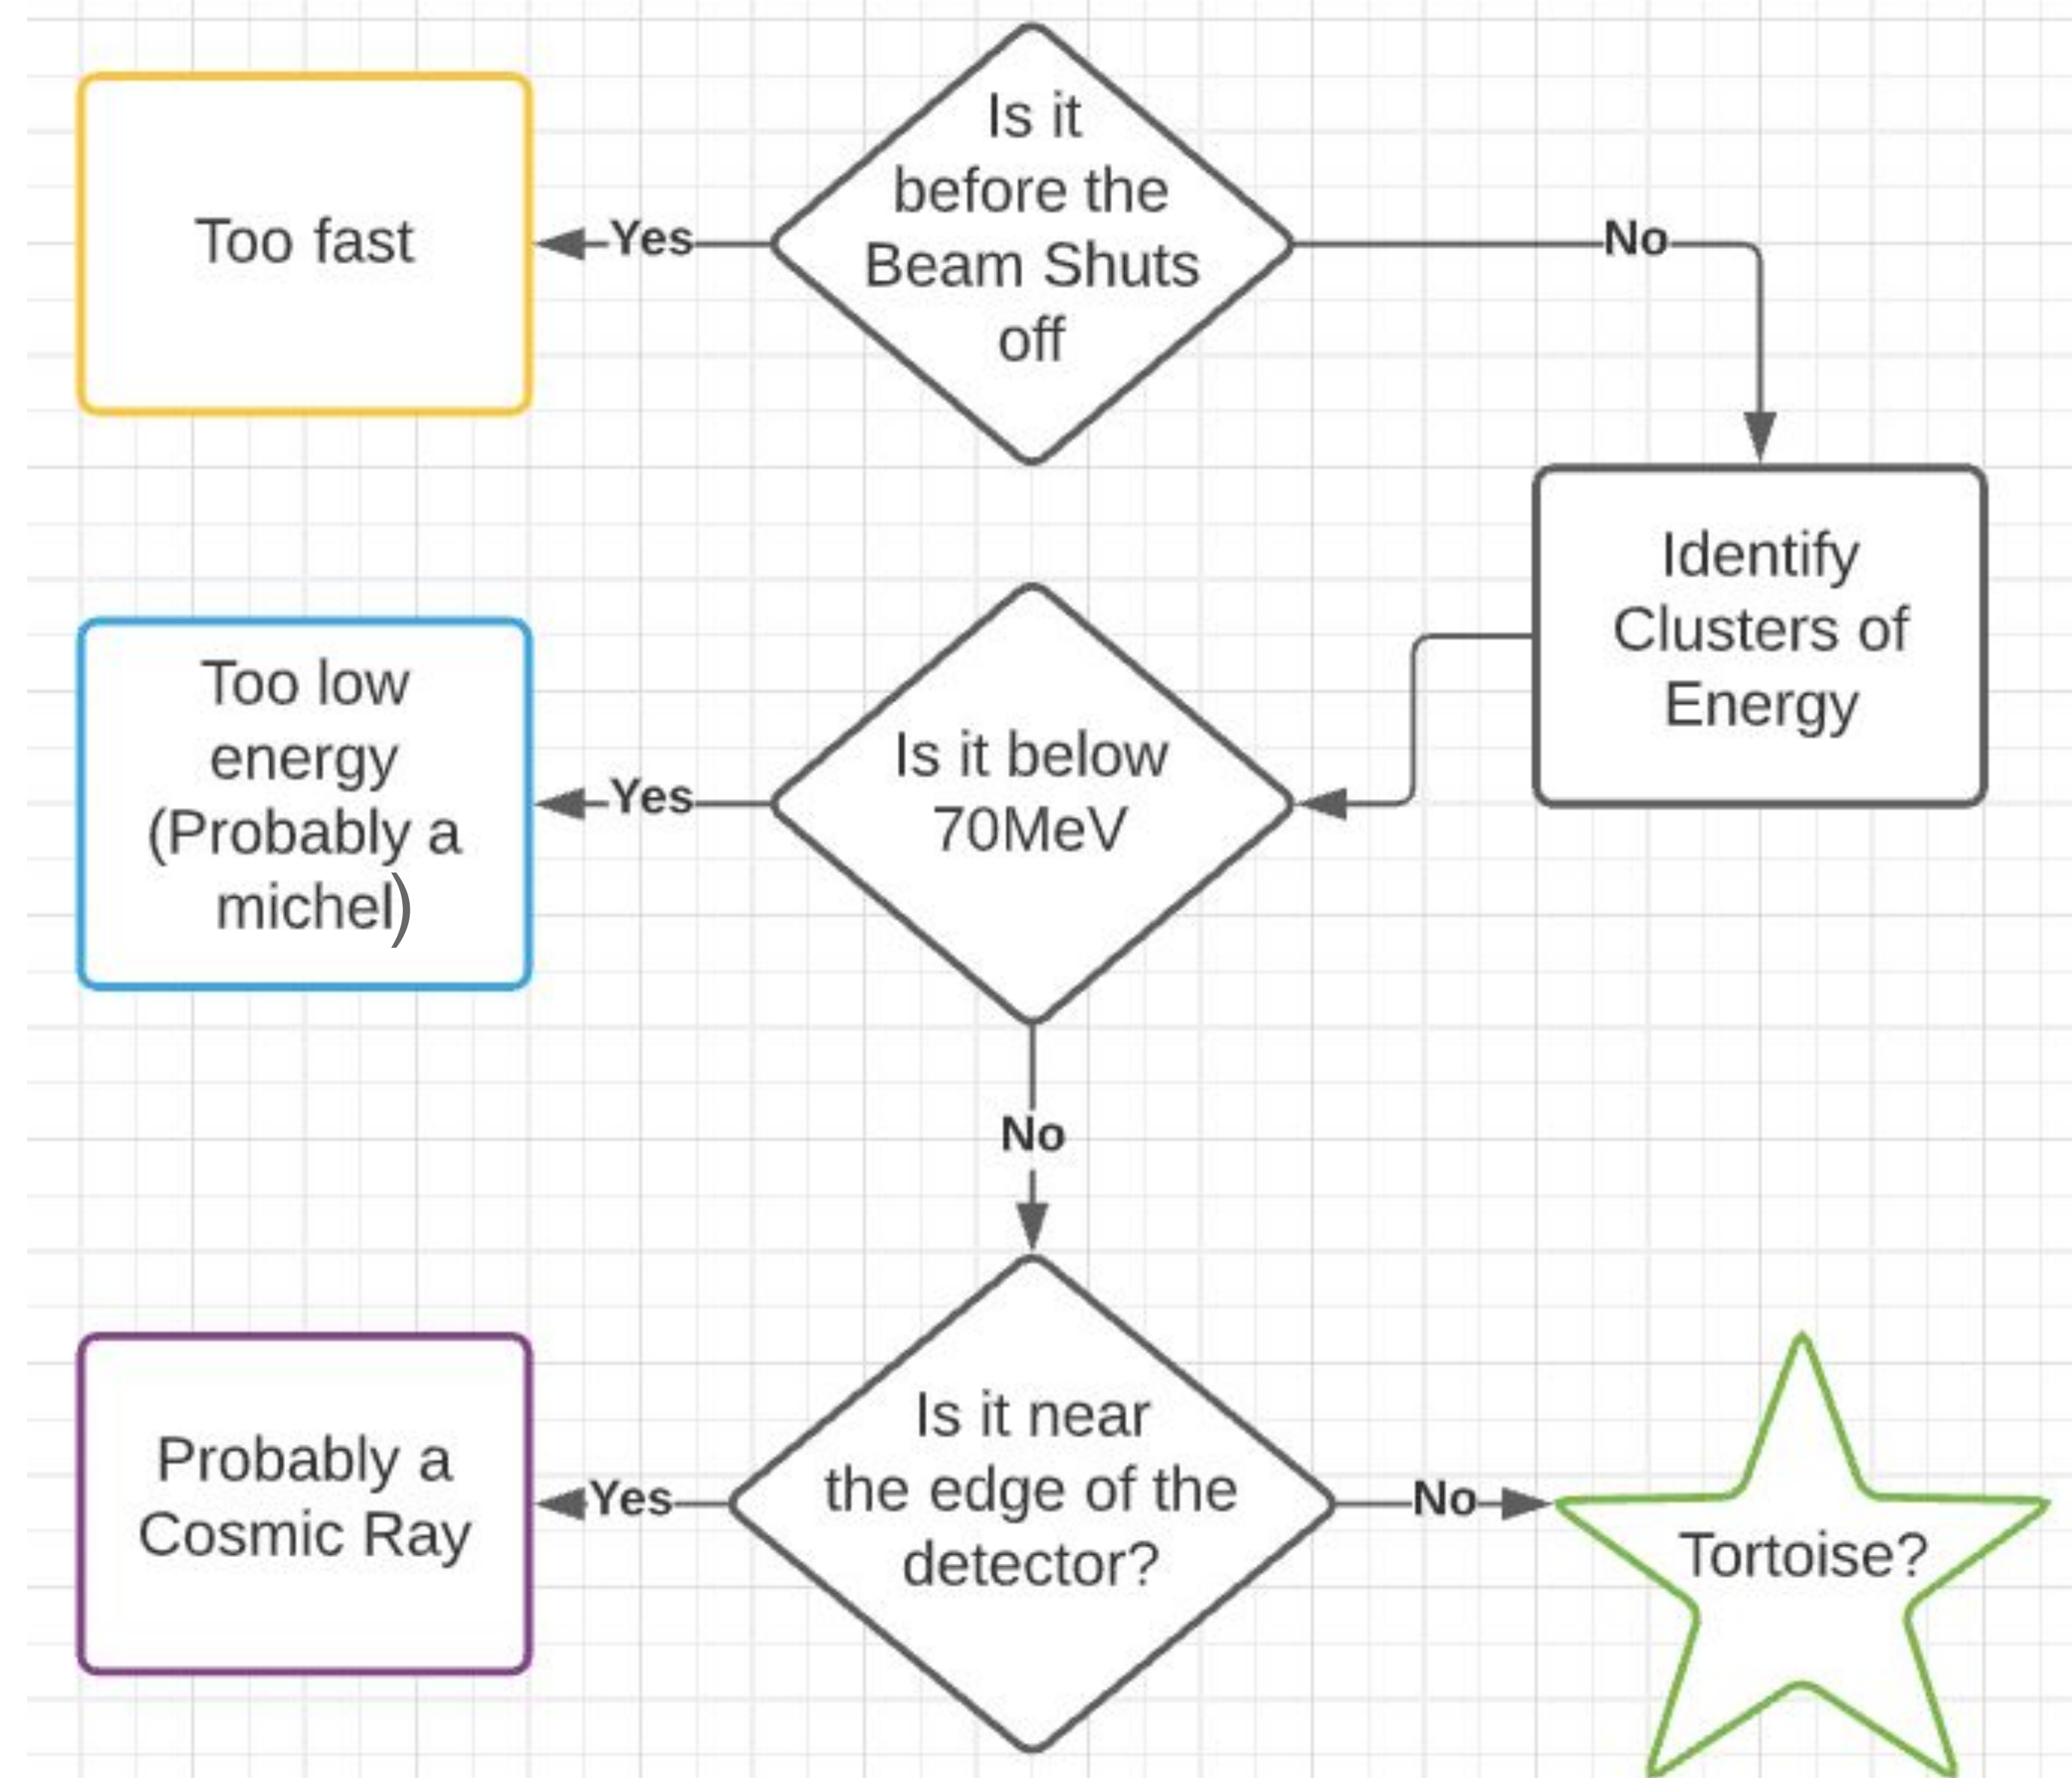 Is it
before the
Beam Shuts
off
Too fast
Yes
No
Identify
Clusters of
Energy
Is it below
70MeV
Yes
Too low
energy
(Probably a
michel)
No
Is it near
the edge of the
detector?
Yes
Probably a
Cosmic Ray
No
Tortoise?